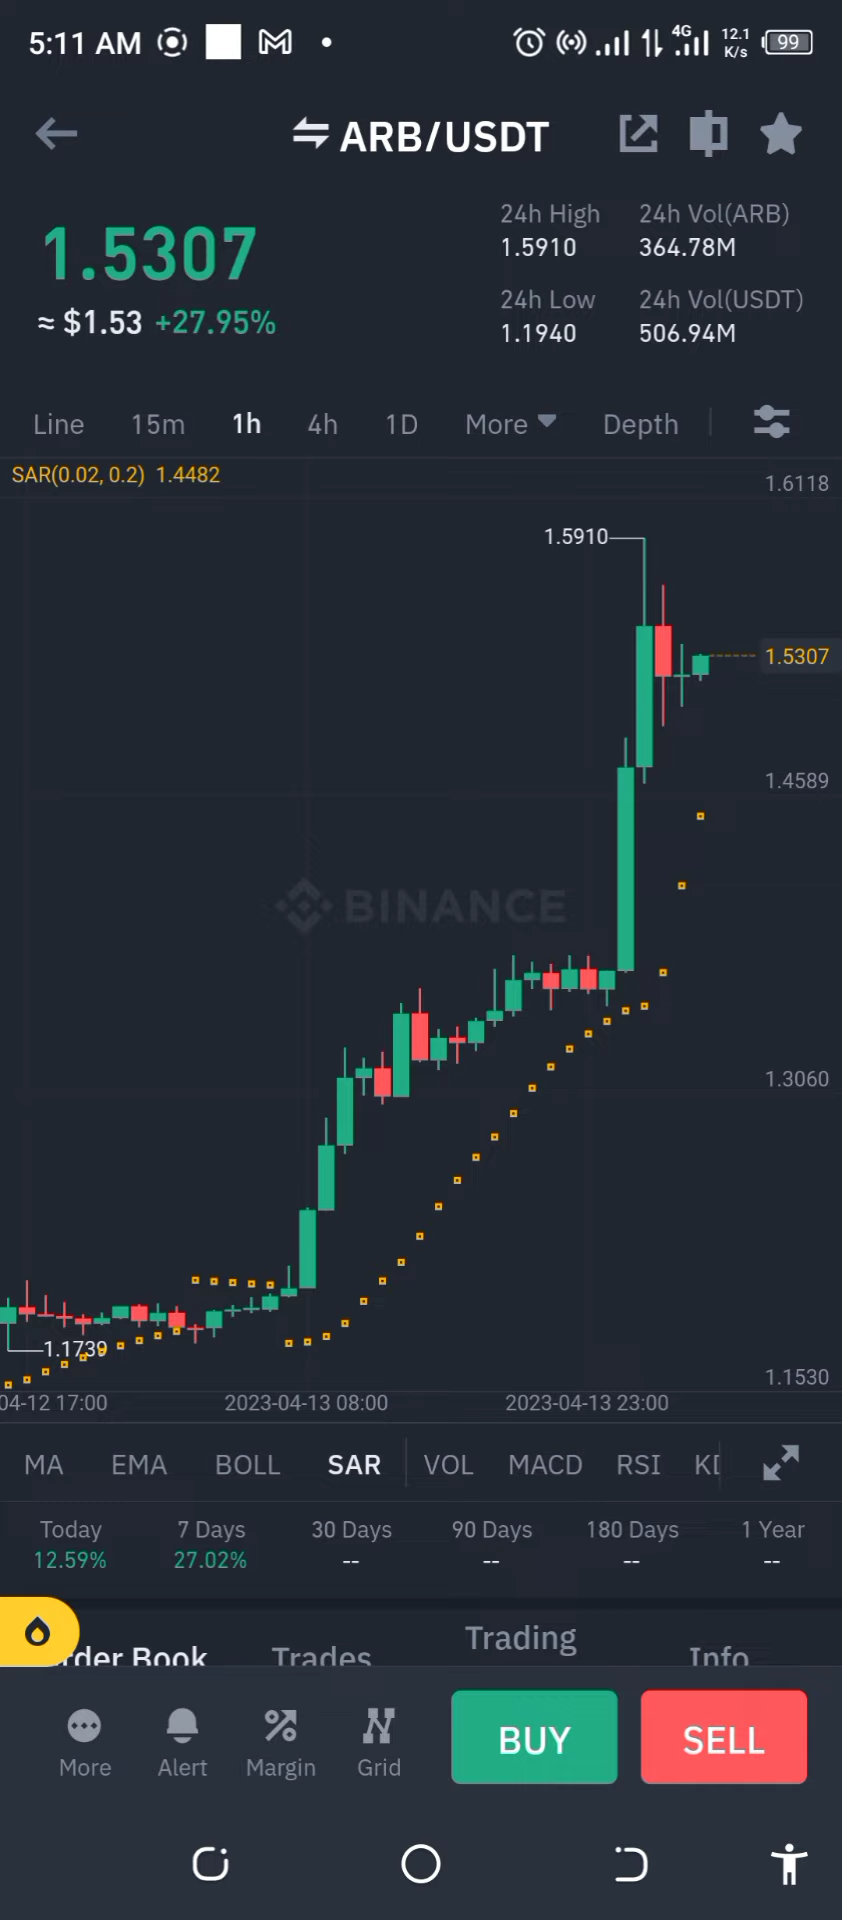 5:11 AM
4G
12.1
K/s
99
ARB/USDT
1.5307
≈ $1.53 +27.95%
24h High
1.5910
24h Vol(ARB)
364.78M
24h Low
1.1940
24h Vol(USDT)
506.94M
Line 15m 1h 4h 1D More Depth
SAR(0.02, 0.2) 1.4482
1.6118
1.5910
1.5307
1.4589
BINANCE
1.3060
1.1739
1.1530
04-12 17:00 2023-04-13 08:00 2023-04-13 23:00
MA EMA BOLL SAR VOL MACD RSI
Today 7 Days 30 Days 90 Days 180 Days 1 Year
12.59% 27.02% -- -- -- --
rder Book Trades Trading Info
More Alert Margin Grid BUY SELL